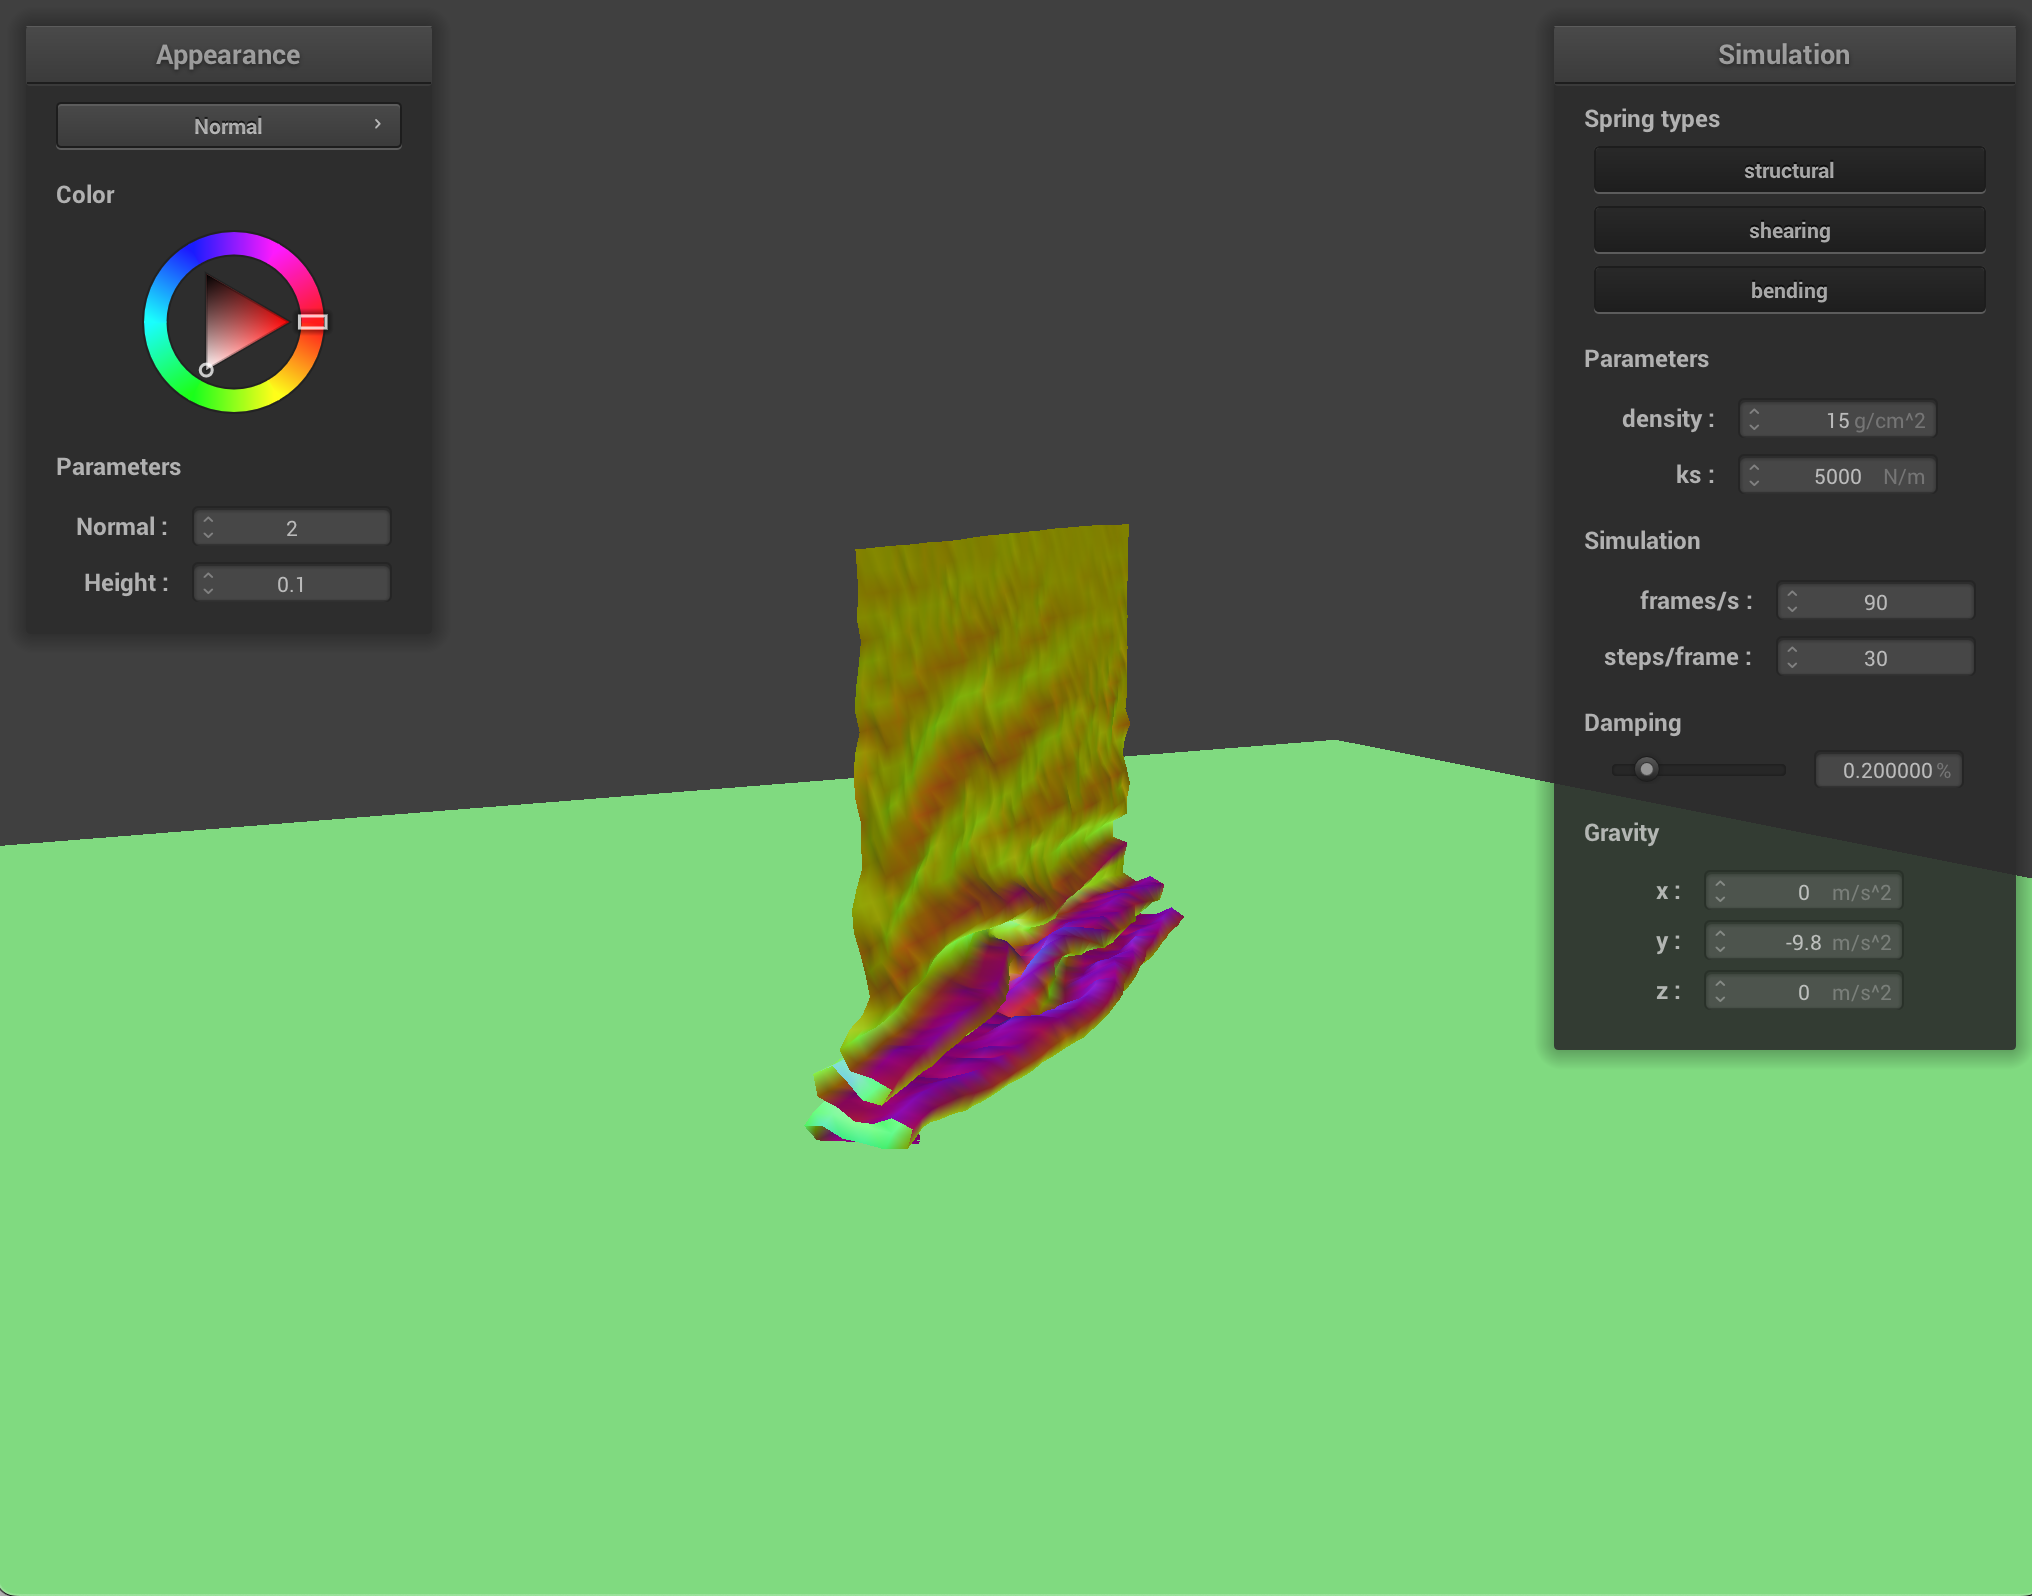 Appearance
Normal
Color
Parameters
Normal : 2
Height : 0.1
Simulation
Spring types
structural
shearing
bending
Parameters
density : 15 g/cm^2
ks : 5000 N/m
Simulation
frames/s : 90
steps/frame : 30
Damping
0.200000 %
Gravity
x : 0 m/s^2
y : -9.8 m/s^2
z : 0 m/s^2